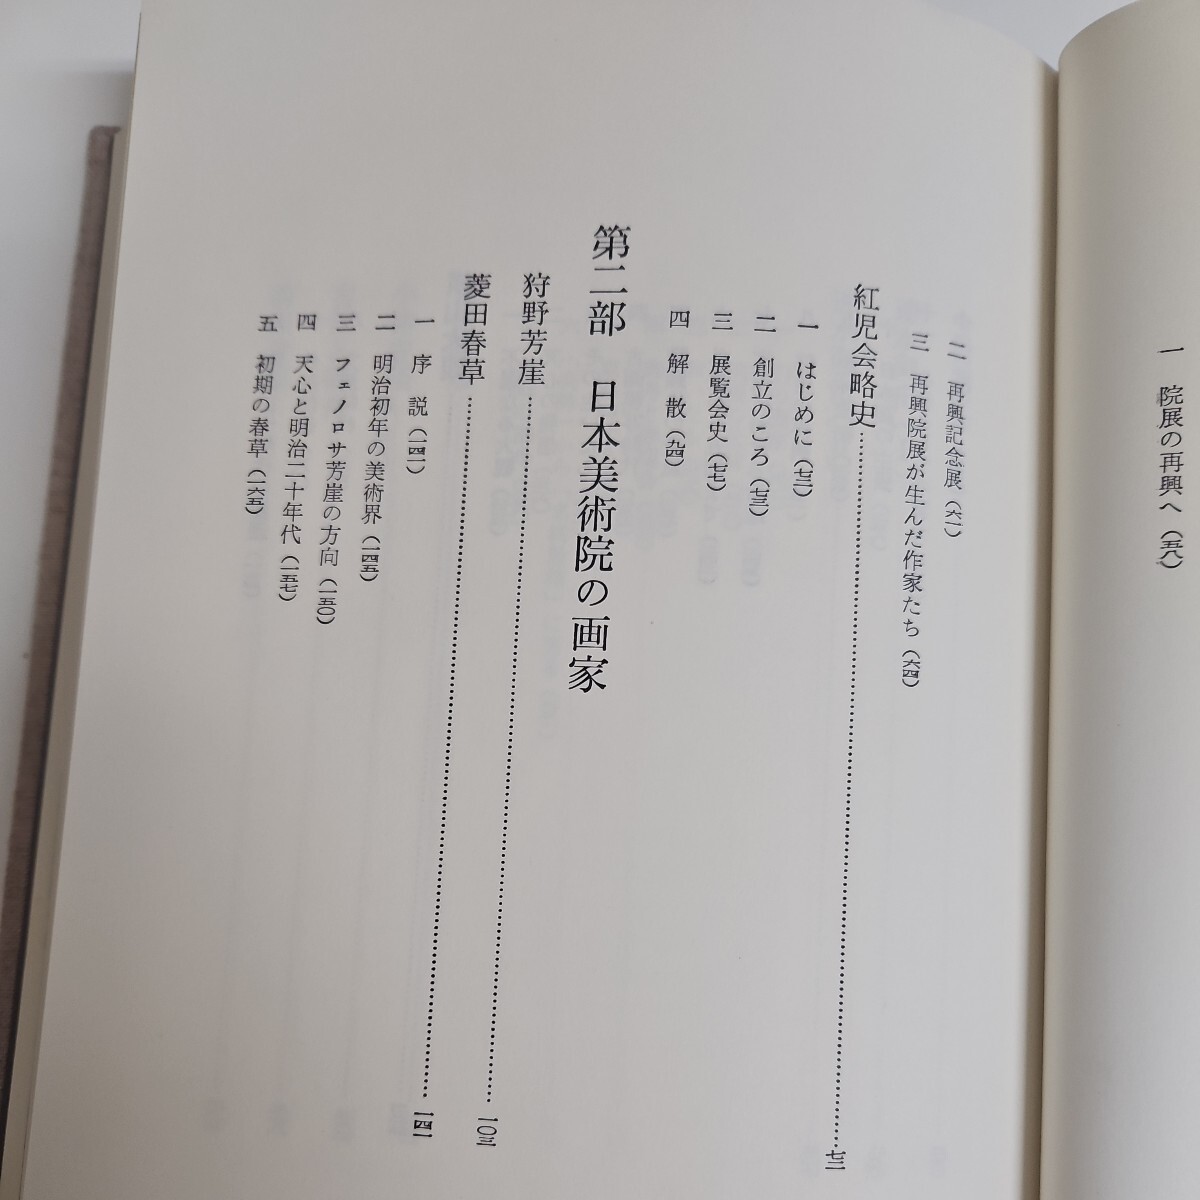 一 院展の再興へ（五八）
二 再興記念展（六一）
三 再興院展が生んだ作家たち（六四）
紅児会略史……七三
一 はじめに（七三）
二 創立のころ（七三）
三 展覧会史（七七）
四 解散（九四）
第二部 日本美術院の画家
狩野芳崖……一〇三
菱田春草……一四一
一 序説（一四一）
二 明治初年の美術界（一四五）
三 フェノロサ芳崖の方向（一五〇）
四 天心と明治二十年代（一五七）
五 初期の春草（一六五）